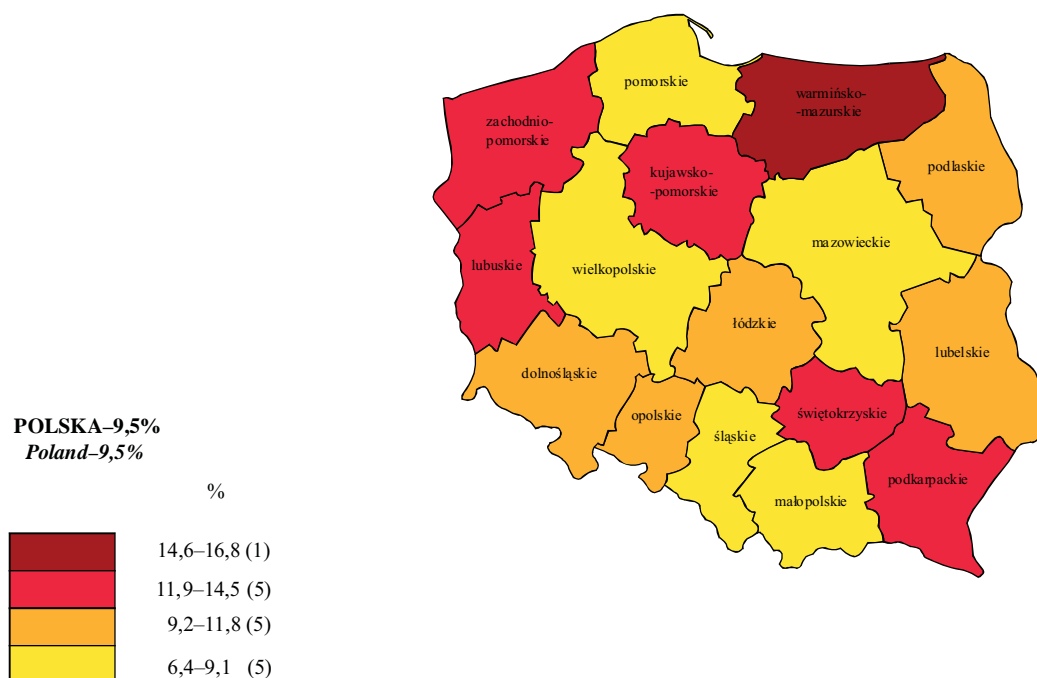 pomorskie
warmińsko-
-mazurskie
zachodnio-
pomorskie
podlaskie
kujawsko-
-pomorskie
mazowieckie
lubuskie
wielkopolskie
łódzkie
lubelskie
dolnośląskie
opolskie
świętokrzyskie
śląskie
podkarpackie
małopolskie
POLSKA–9,5%
Poland–9,5%
%
14,6–16,8 (1)
11,9–14,5 (5)
9,2–11,8 (5)
6,4–9,1 (5)